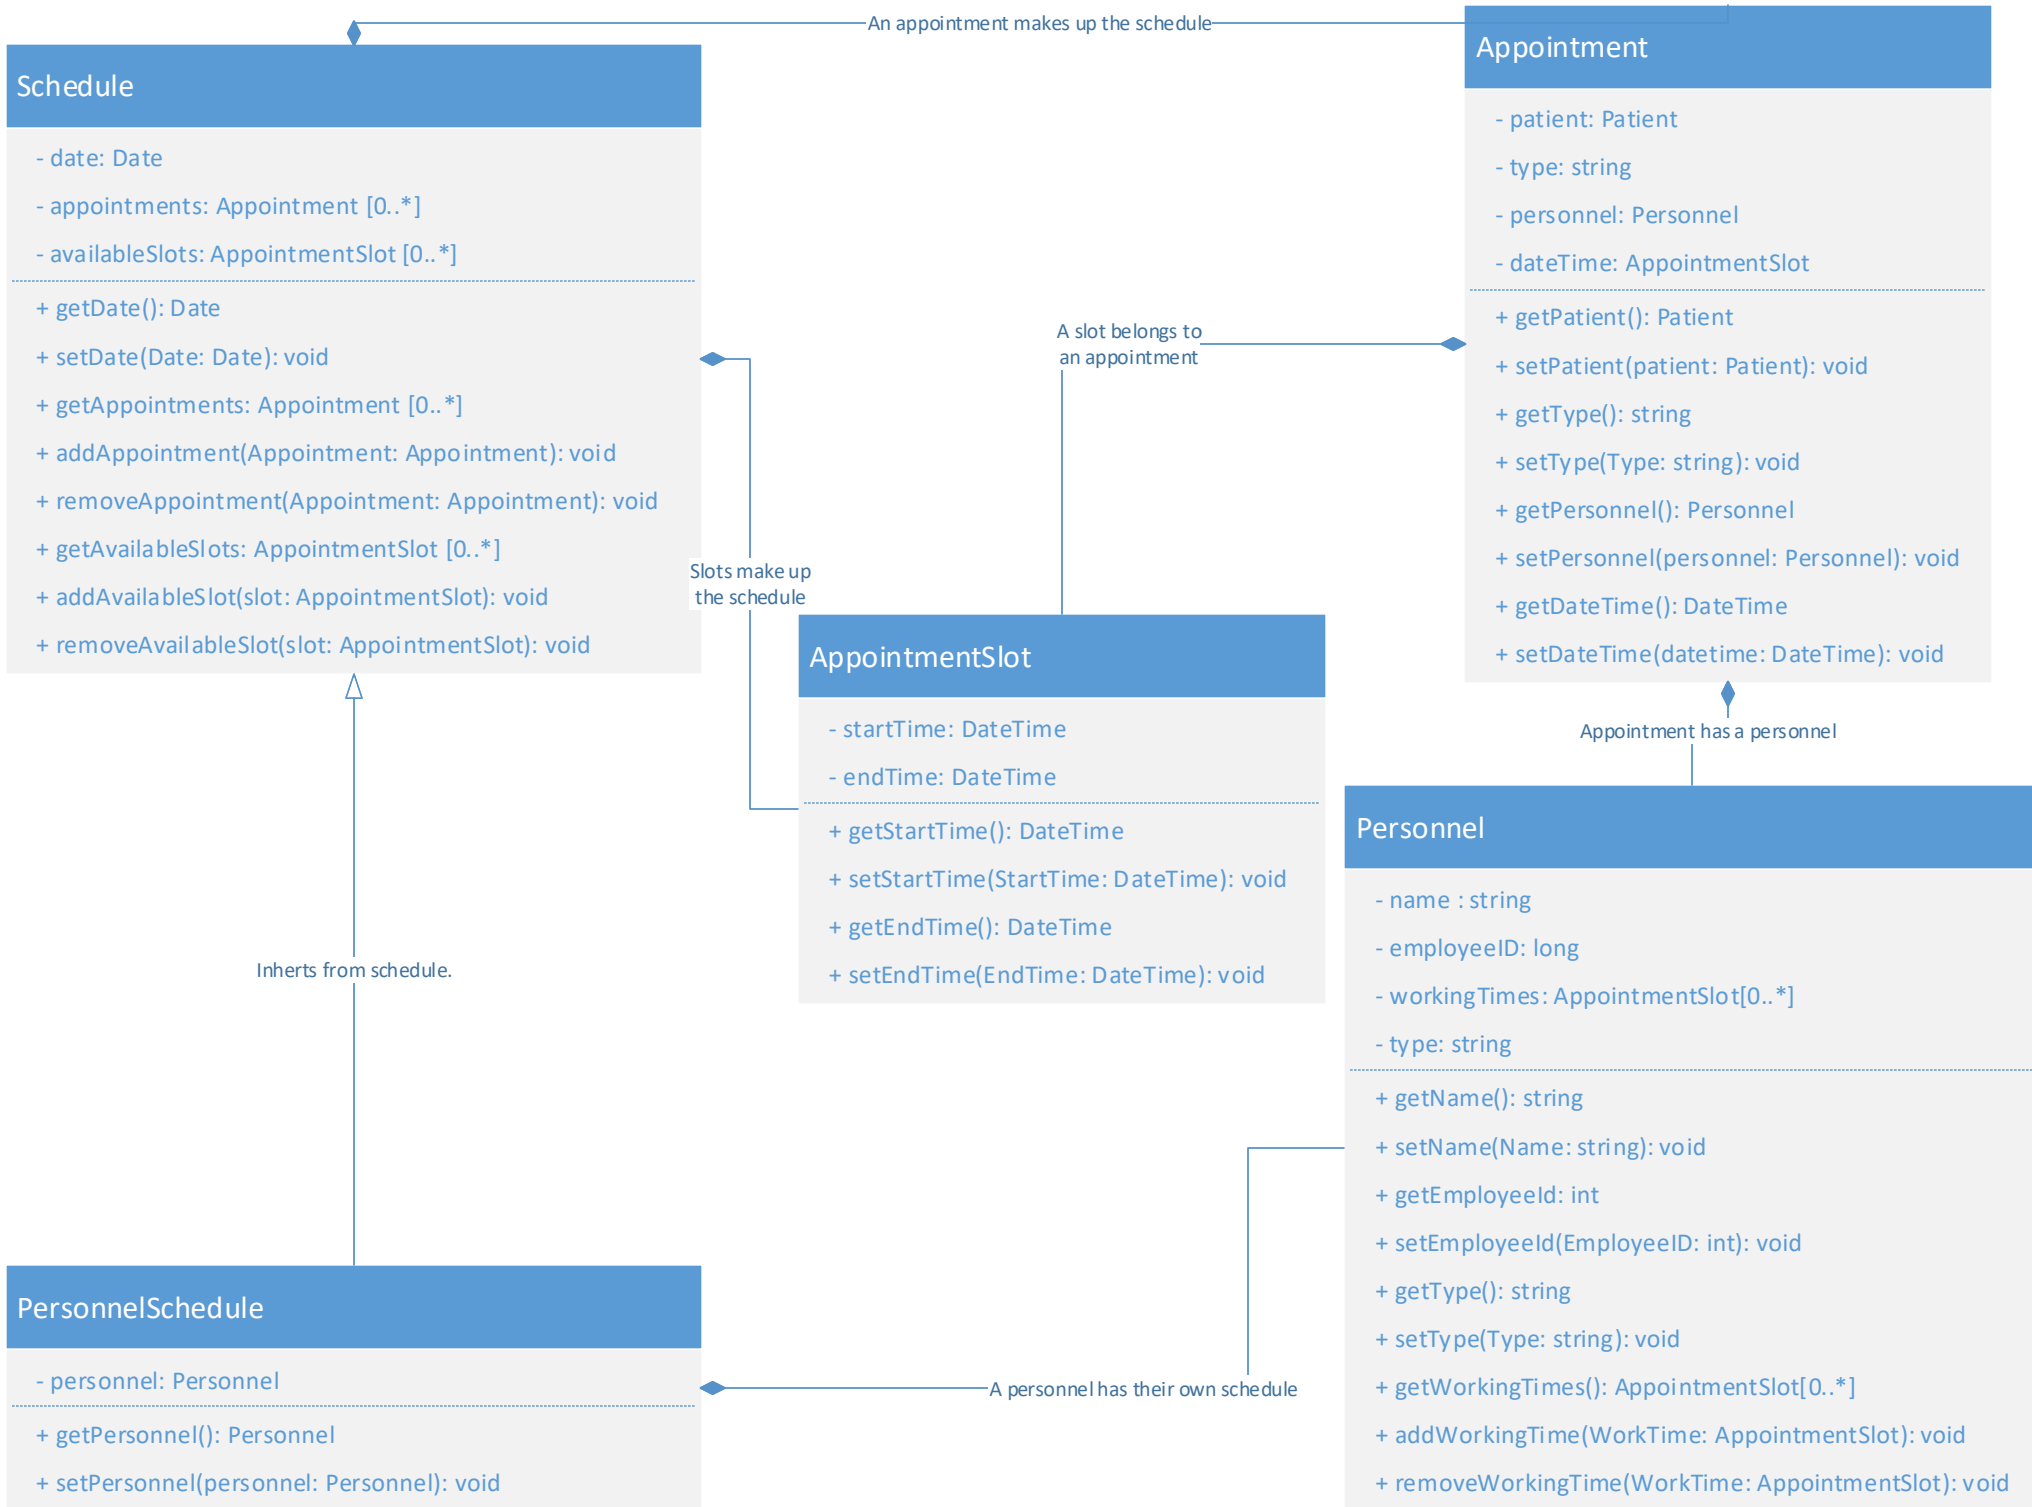 An appointment makes up the schedule
Schedule
- date: Date
- appointments: Appointment [0..*]
- availableSlots: AppointmentSlot [0..*]
+ getDate(): Date
+ setDate(Date: Date): void
+ getAppointments: Appointment [0..*]
+ addAppointment(Appointment: Appointment): void
+ removeAppointment(Appointment: Appointment): void
+ getAvailableSlots: AppointmentSlot [0..*]
+ addAvailableSlot(slot: AppointmentSlot): void
+ removeAvailableSlot(slot: AppointmentSlot): void
Appointment
- patient: Patient
- type: string
- personnel: Personnel
- dateTime: AppointmentSlot
+ getPatient(): Patient
+ setPatient(patient: Patient): void
+ getType(): string
+ setType(Type: string): void
+ getPersonnel(): Personnel
+ setPersonnel(personnel: Personnel): void
+ getDateTime(): DateTime
+ setDateTime(datetime: DateTime): void
A slot belongs to
an appointment
Slots make up
the schedule
AppointmentSlot
- startTime: DateTime
- endTime: DateTime
+ getStartTime(): DateTime
+ setStartTime(StartTime: DateTime): void
+ getEndTime(): DateTime
+ setEndTime(EndTime: DateTime): void
Appointment has a personnel
Personnel
- name : string
- employeeID: long
- workingTimes: AppointmentSlot[0..*]
- type: string
+ getName(): string
+ setName(Name: string): void
+ getEmployeeId: int
+ setEmployeeId(EmployeeID: int): void
+ getType(): string
+ setType(Type: string): void
+ getWorkingTimes(): AppointmentSlot[0..*]
+ addWorkingTime(WorkTime: AppointmentSlot): void
+ removeWorkingTime(WorkTime: AppointmentSlot): void
Inherts from schedule.
PersonnelSchedule
- personnel: Personnel
+ getPersonnel(): Personnel
+ setPersonnel(personnel: Personnel): void
A personnel has their own schedule